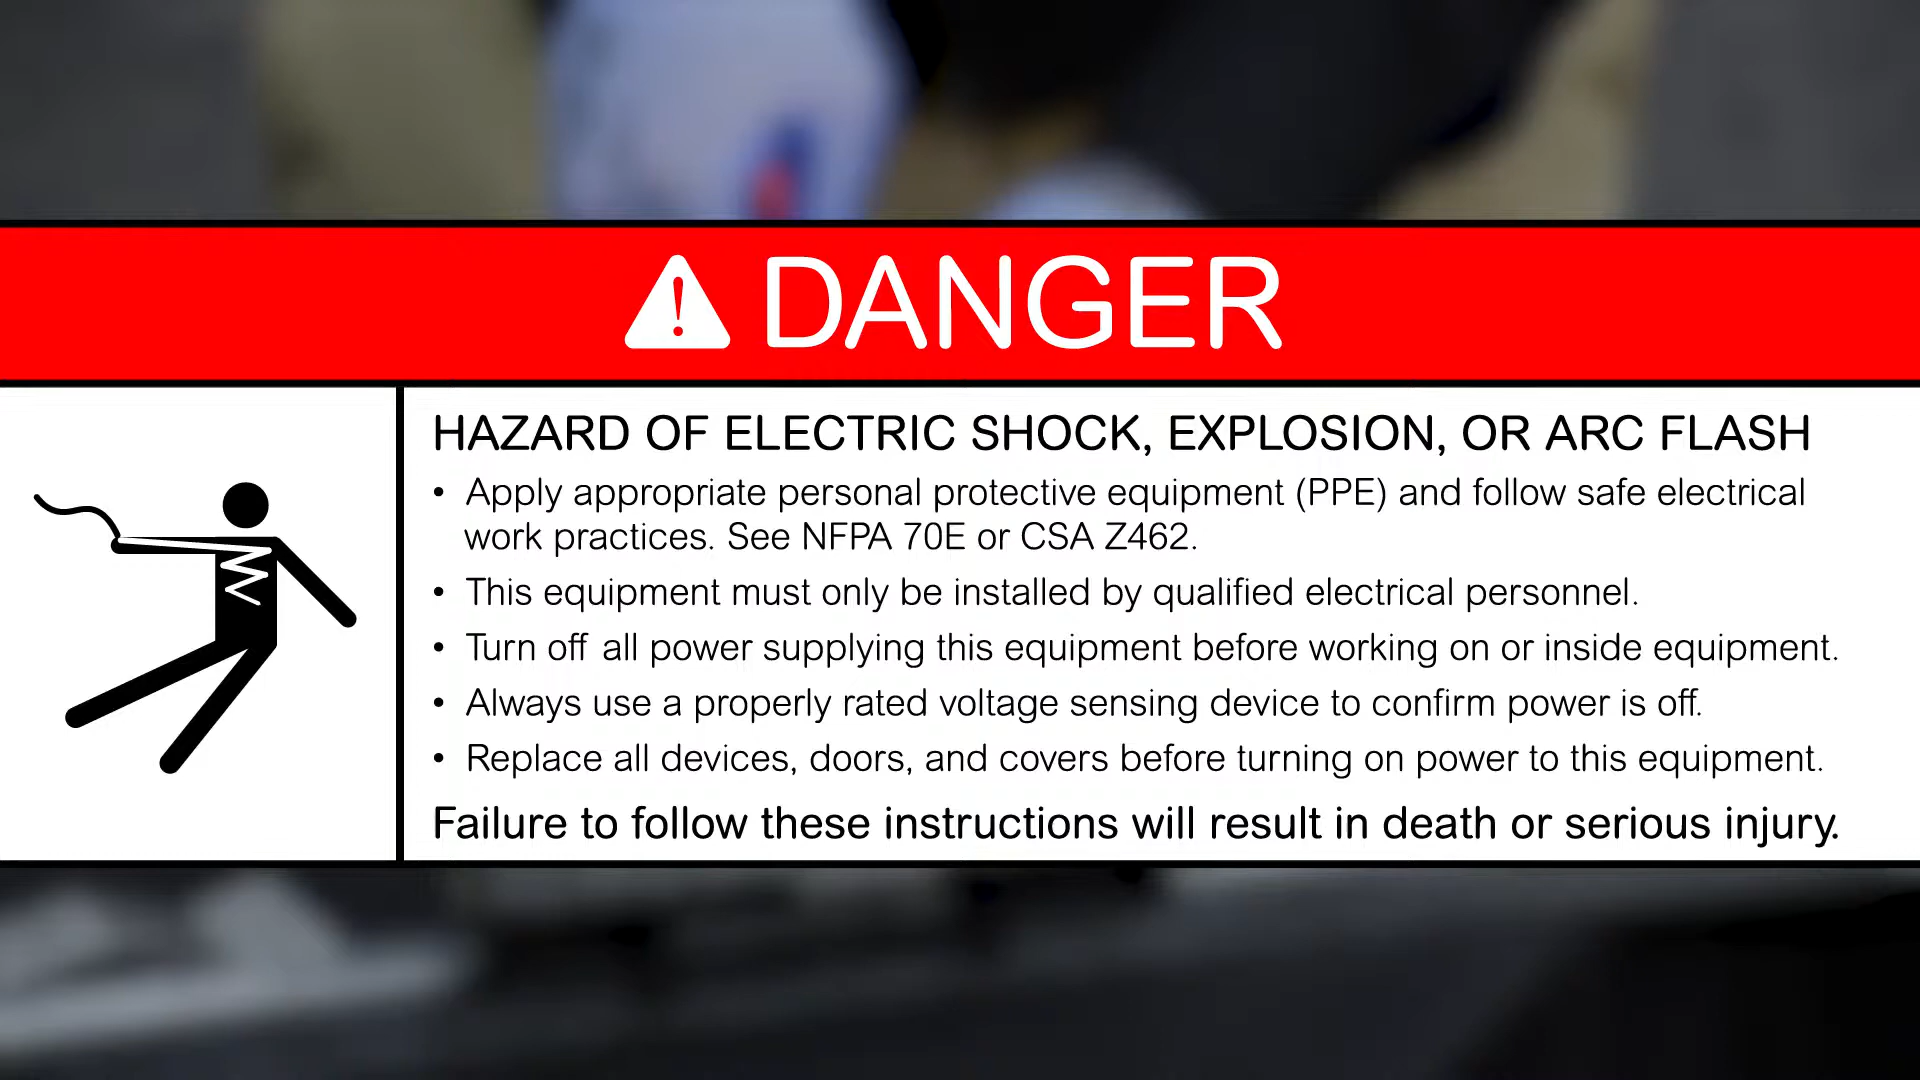 DANGER
HAZARD OF ELECTRIC SHOCK, EXPLOSION, OR ARC FLASH
• Apply appropriate personal protective equipment (PPE) and follow safe electrical
work practices. See NFPA 70E or CSA Z462.
• This equipment must only be installed by qualified electrical personnel.
• Turn off all power supplying this equipment before working on or inside equipment.
• Always use a properly rated voltage sensing device to confirm power is off.
• Replace all devices, doors, and covers before turning on power to this equipment.
Failure to follow these instructions will result in death or serious injury.